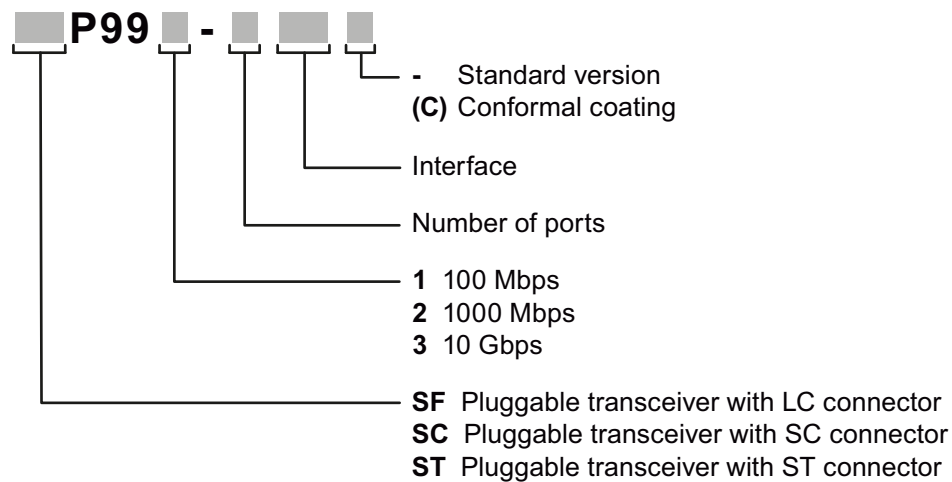 P99 -
- Standard version
(C) Conformal coating
Interface
Number of ports
1 100 Mbps
2 1000 Mbps
3 10 Gbps
SF Pluggable transceiver with LC connector
SC Pluggable transceiver with SC connector
ST Pluggable transceiver with ST connector